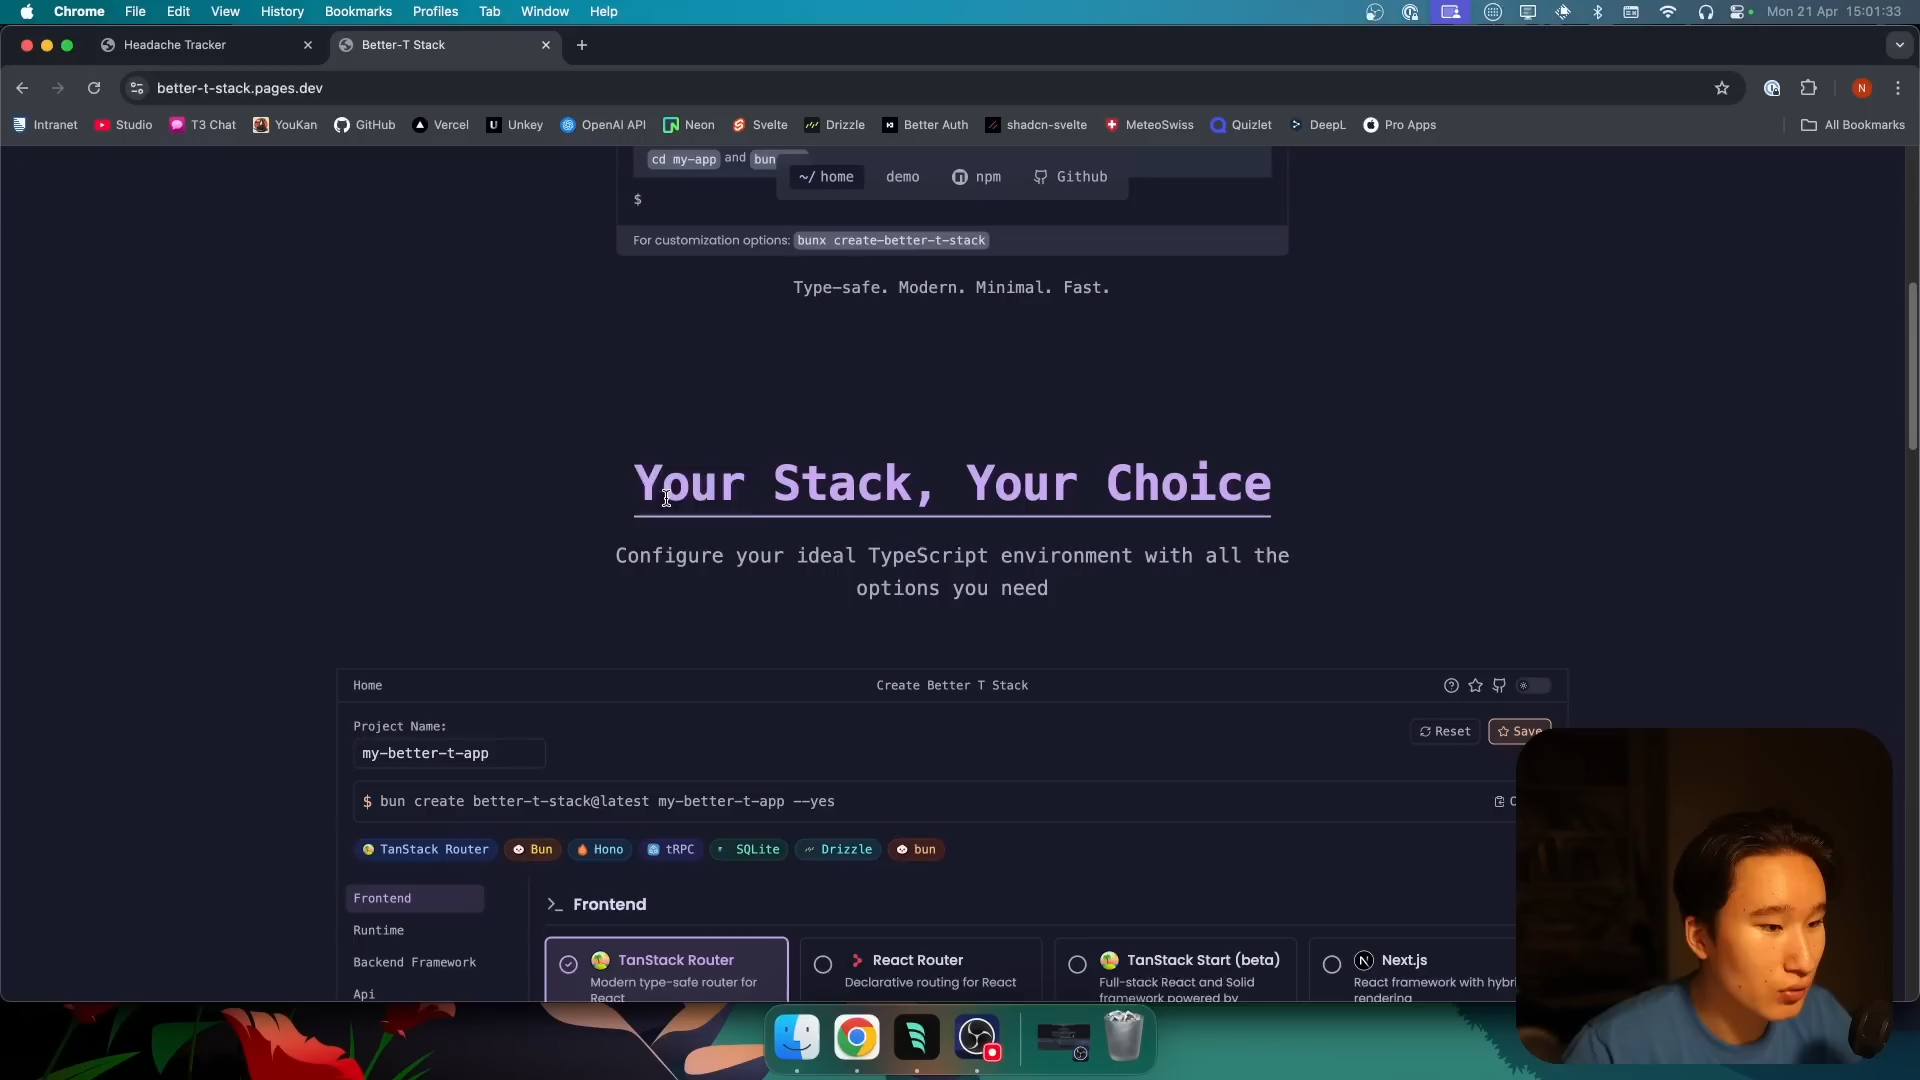 Chrome File Edit View History Bookmarks Profiles Tab Window Help Mon 21 Apr 15:01:33
Headache Tracker
Better-T Stack
better-t-stack.pages.dev
N
Intranet Studio T3 Chat YouKan GitHub Vercel Unkey OpenAI API Neon Svelte Drizzle Better Auth shadcn-svelte MeteoSwiss Quizlet DeepL Pro Apps All Bookmarks
cd my-app and bun
~/ home demo npm Github
$
For customization options: bunx create-better-t-stack
Type-safe. Modern. Minimal. Fast.
Your Stack, Your Choice
Configure your ideal TypeScript environment with all the
options you need
Home Create Better T Stack
Project Name:
my-better-t-app
Reset Save
$ bun create better-t-stack@latest my-better-t-app --yes
TanStack Router Bun Hono tRPC SQLite Drizzle bun
Frontend
Runtime
Backend Framework
Api
Frontend
TanStack Router
Modern type-safe router for
React
React Router
Declarative routing for React
TanStack Start (beta)
Full-stack React and Solid
framework powered by
Next.js
React framework with hybri
rendering